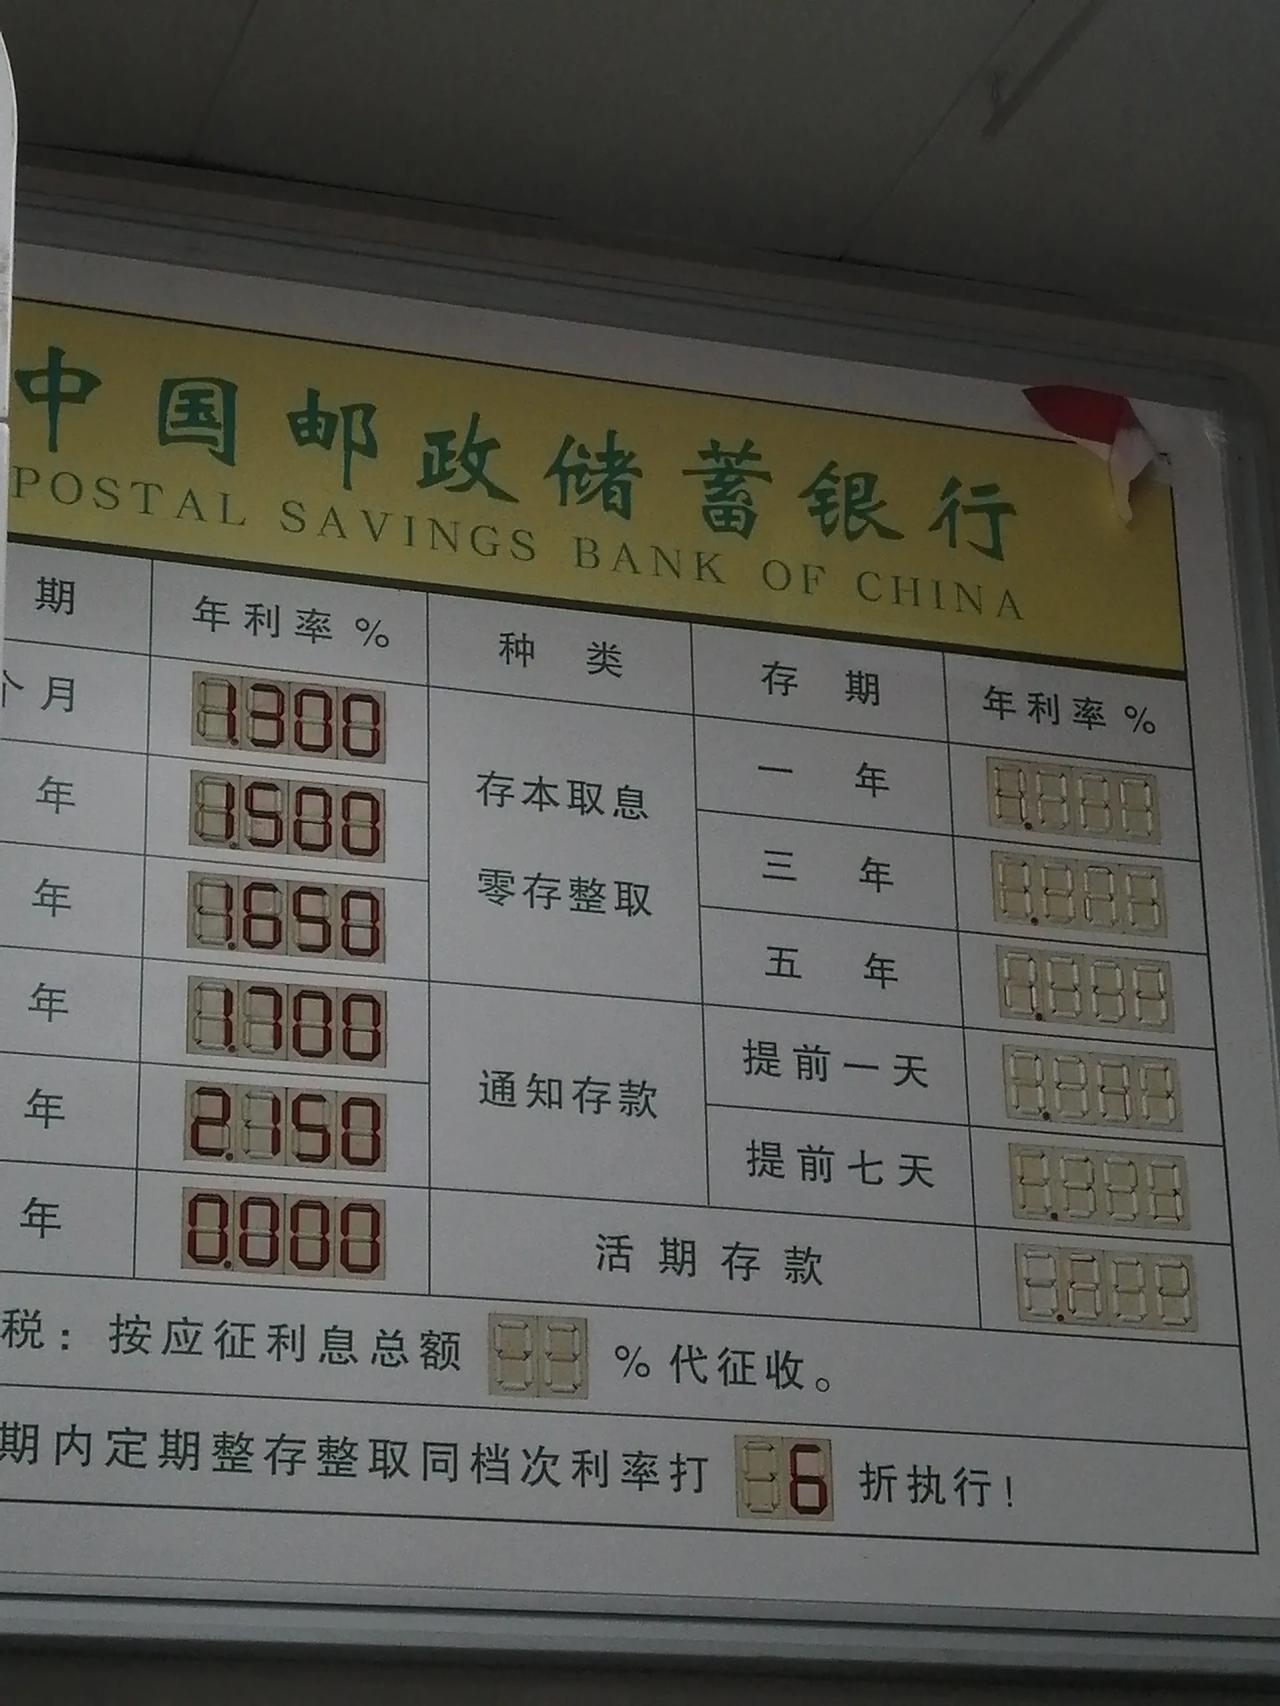 中国邮政储蓄银行
POSTAL SAVINGS BANK OF CHINA
期 年利率% 种类 存期 年利率%
个月 1.300 存本取息 一年
年 1.500 零存整取 三年
年 1.650 五年
年 1.700 通知存款 提前一天
年 2.150 提前七天
年 0.000 活期存款
税：按应征利息总额 %代征收。
期内定期整存整取同档次利率打 6 折执行！